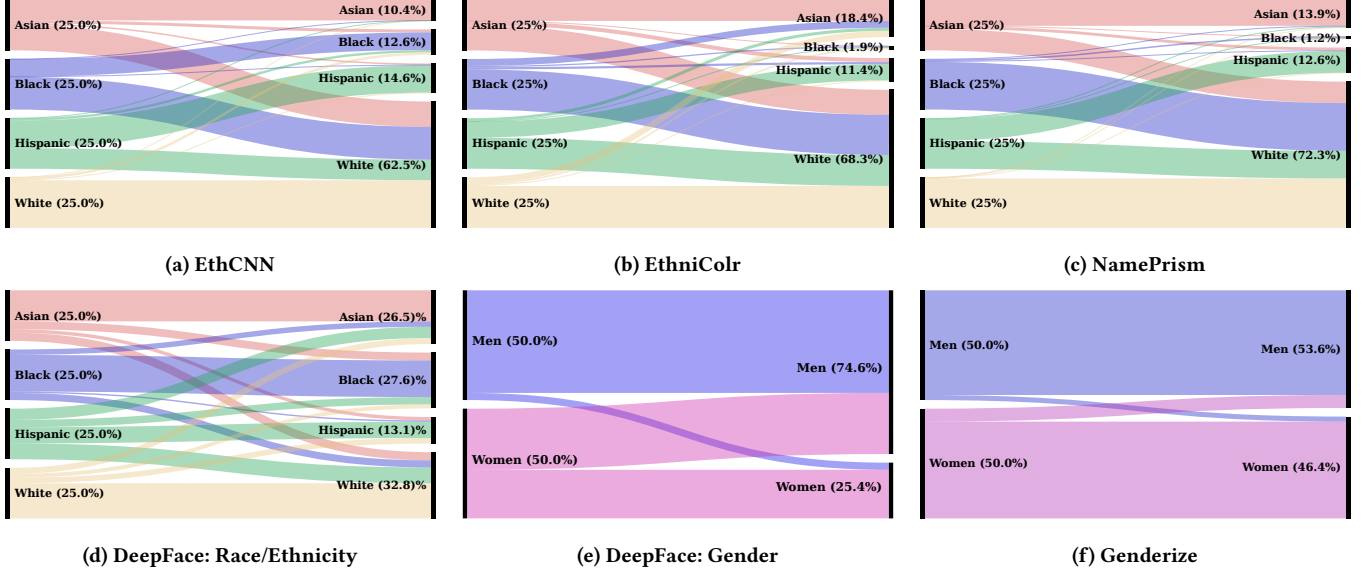 Asian (25.0%)
Black (25.0%)
Hispanic (25.0%)
White (25.0%)
Asian (10.4%)
Black (12.6%)
Hispanic (14.6%)
White (62.5%)
(a) EthCNN
Asian (25%)
Black (25%)
Hispanic (25%)
White (25%)
Asian (18.4%)
Black (1.9%)
Hispanic (11.4%)
White (68.3%)
(b) EthniColr
Asian (25%)
Black (25%)
Hispanic (25%)
White (25%)
Asian (13.9%)
Black (1.2%)
Hispanic (12.6%)
White (72.3%)
(c) NamePrism
Asian (25.0%)
Black (25.0%)
Hispanic (25.0%)
White (25.0%)
Asian (26.5)%
Black (27.6)%
Hispanic (13.1)%
White (32.8)%
(d) DeepFace: Race/Ethnicity
Men (50.0%)
Women (50.0%)
Men (74.6%)
Women (25.4%)
(e) DeepFace: Gender
Men (50.0%)
Women (50.0%)
Men (53.6%)
Women (46.4%)
(f) Genderize